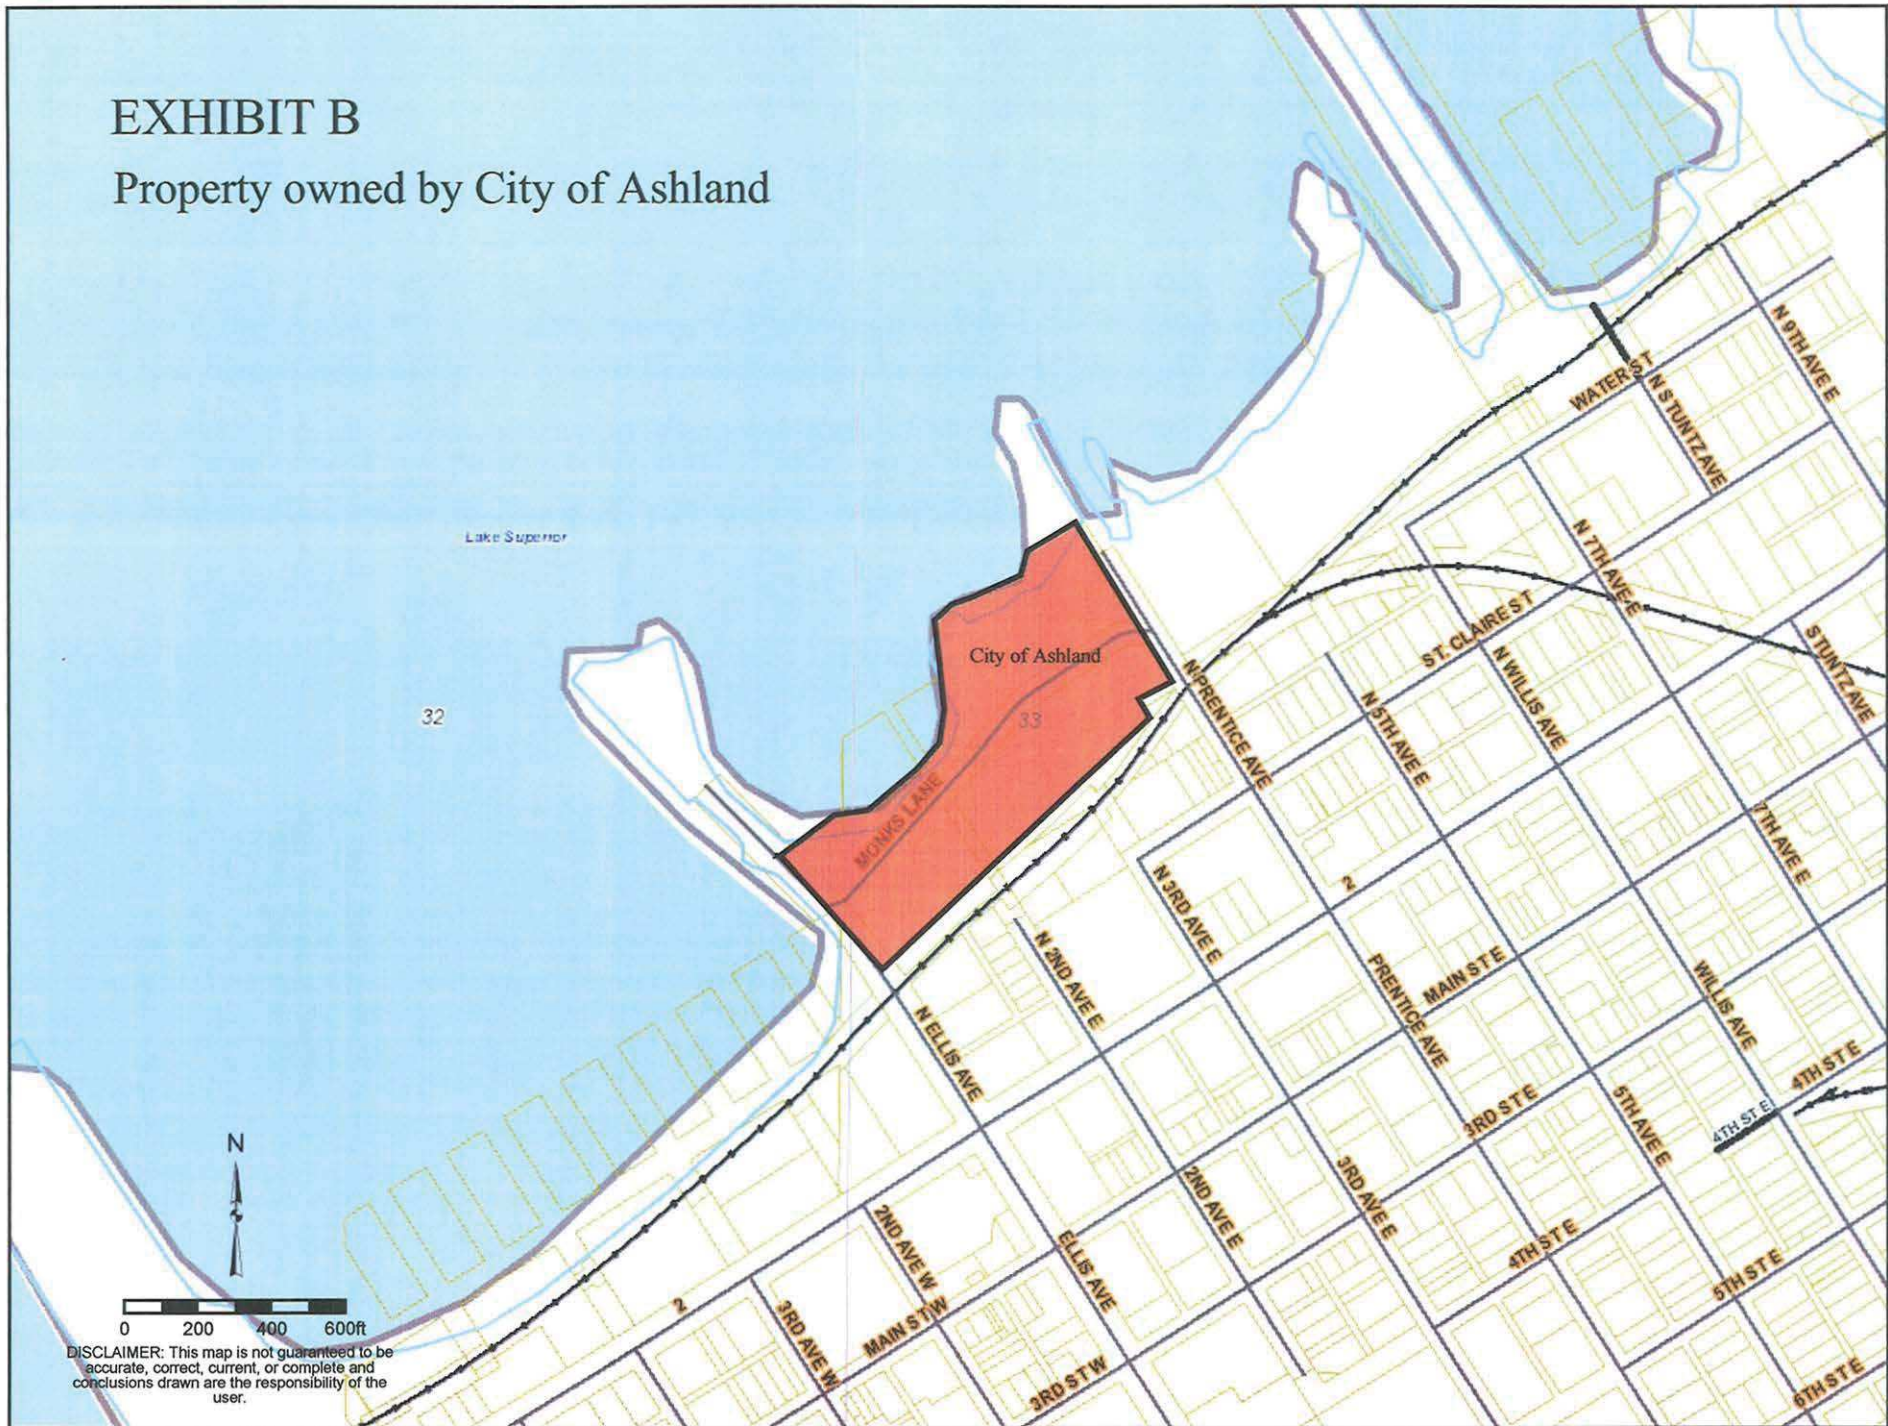 EXHIBIT B
Property owned by City of Ashland
Lake Superior
32
City of Ashland
33
MONKS LANE
WATER ST
N STUNTZ AVE
N 9TH AVE E
N 7TH AVE E
ST. CLAIRE ST
N WILLIS AVE
STUNTZ AVE
N PRENTICE AVE
N 5TH AVE E
7TH AVE E
N 3RD AVE E
2
N 2ND AVE E
PRENTICE AVE
MAIN ST E
WILLIS AVE
N ELLIS AVE
4TH ST E
4TH ST E
3RD ST E
5TH AVE E
2ND AVE E
3RD AVE E
2ND AVE W
ELLIS AVE
4TH ST E
5TH ST E
2
3RD AVE W
MAIN ST W
3RD ST W
6TH ST E
N
0 200 400 600ft
DISCLAIMER: This map is not guaranteed to be
accurate, correct, current, or complete and
conclusions drawn are the responsibility of the
user.